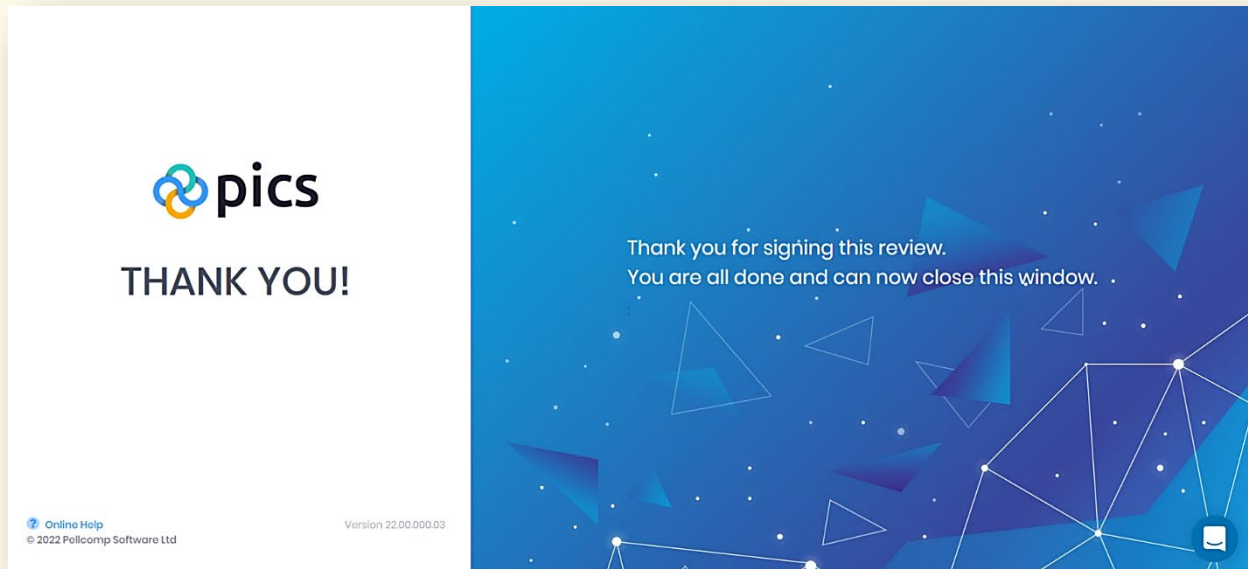 pics
THANK YOU!
Thank you for signing this review.
You are all done and can now close this window.
? Online Help
© 2022 Pellcomp Software Ltd
Version 22.00.000.03